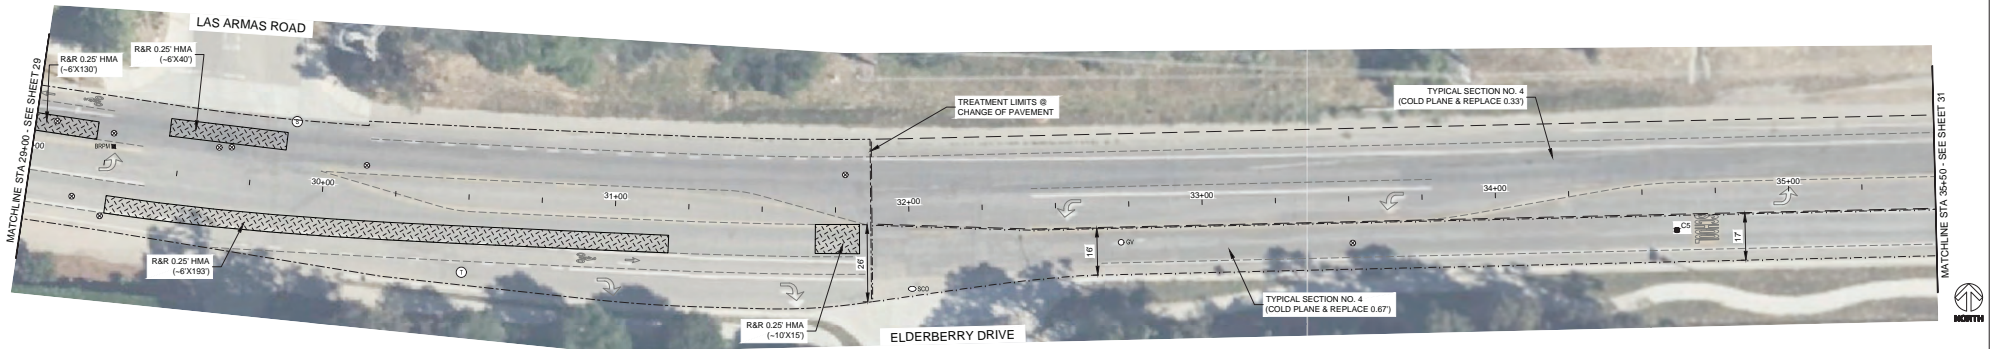 LAS ARMAS ROAD
R&R 0.25' HMA
(~6'X130')
R&R 0.25' HMA
(~6'X40')
MATCHLINE STA 29+00 - SEE SHEET 29
00
BRPM
S
30+00
31+00
TREATMENT LIMITS @
CHANGE OF PAVEMENT
32+00
33+00
34+00
35+00
TYPICAL SECTION NO. 4
(COLD PLANE & REPLACE 0.33')
MATCHLINE STA 35+50 - SEE SHEET 31
R&R 0.25' HMA
(~6'X193')
T
26'
SCO
16'
GV
C5
17'
R&R 0.25' HMA
(~10'X15')
TYPICAL SECTION NO. 4
(COLD PLANE & REPLACE 0.67')
ELDERBERRY DRIVE
NORTH